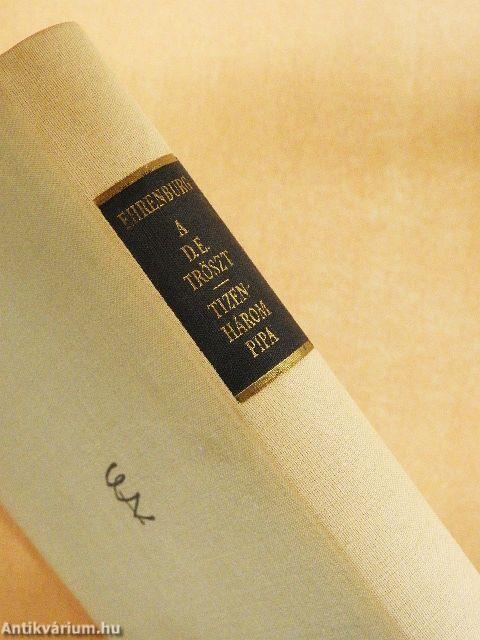 EHRENBURG
A
D.E.
TRÖSZT
TIZEN-
HÁROM
PIPA
Antikvárium.hu